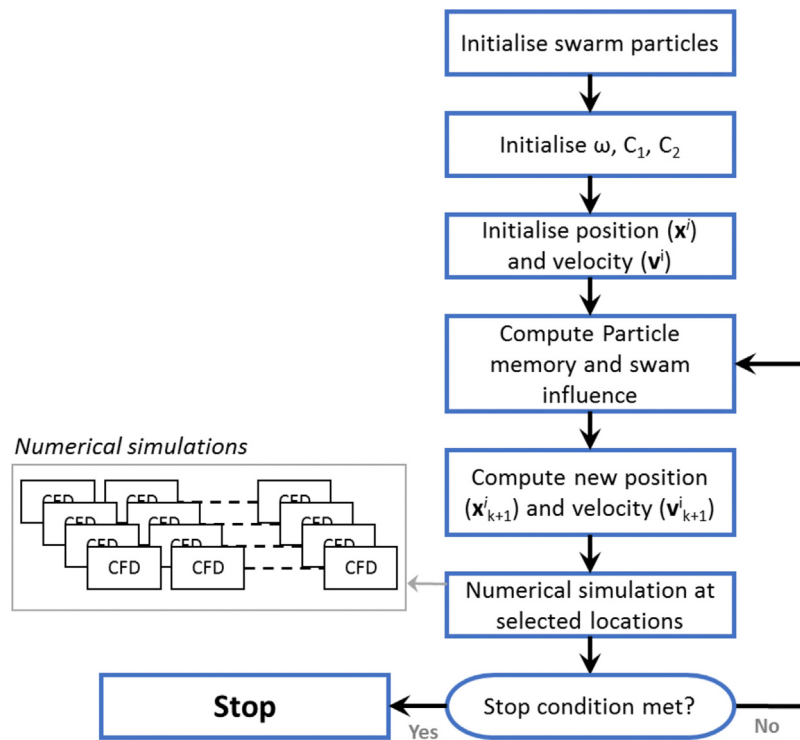 Initialise swarm particles
Initialise ω, C₁, C₂
Initialise position (xⁱ)
and velocity (vⁱ)
Compute Particle
memory and swam
influence
Numerical simulations
Compute new position
(xⁱₖ₊₁) and velocity (vⁱₖ₊₁)
CFD CFD CFD
CFD CFD CFD
CFD CFD CFD
CFD CFD CFD
Numerical simulation at
selected locations
Stop
Yes
Stop condition met?
No